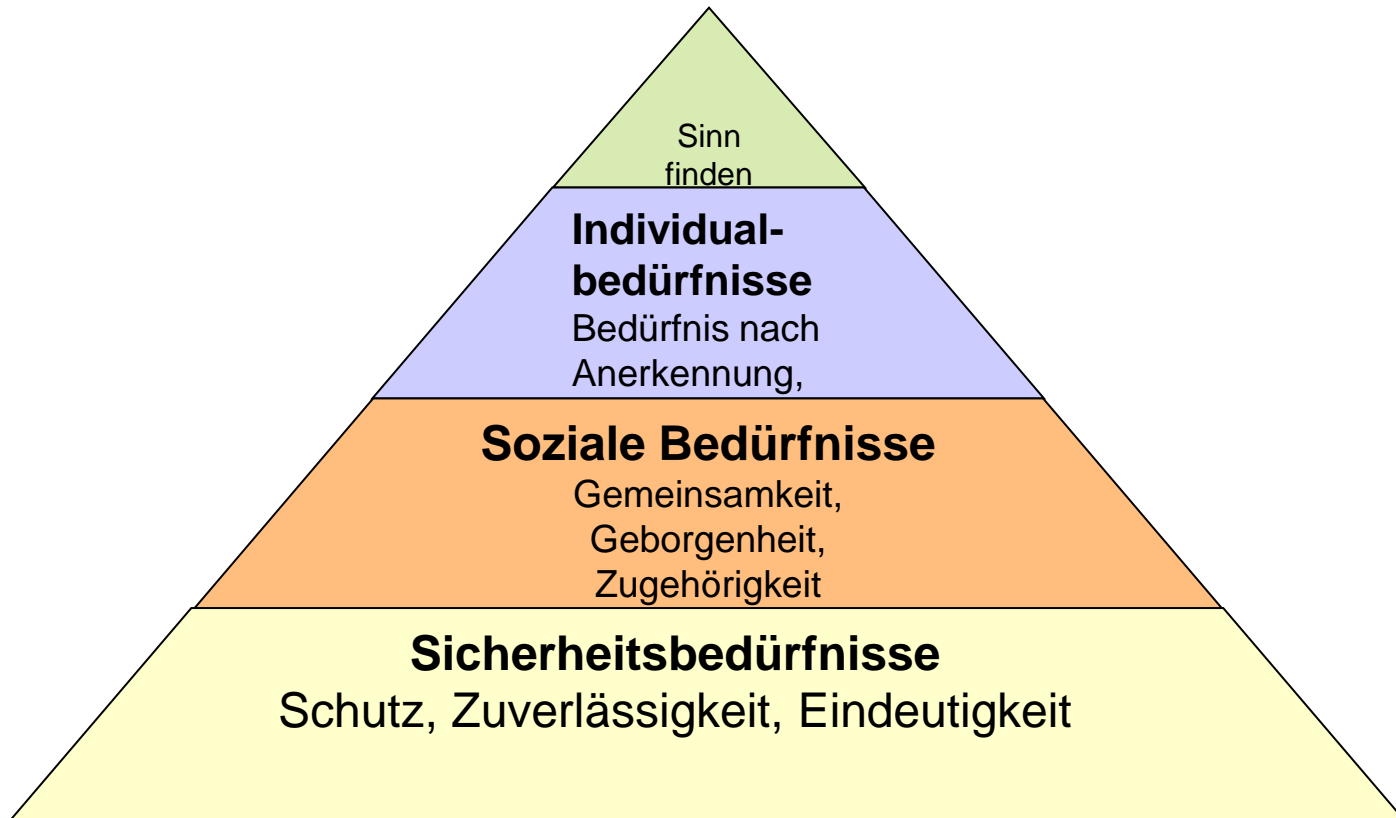 Sinn
finden
Individual-
bedürfnisse
Bedürfnis nach
Anerkennung,
Soziale Bedürfnisse
Gemeinsamkeit,
Geborgenheit,
Zugehörigkeit
Sicherheitsbedürfnisse
Schutz, Zuverlässigkeit, Eindeutigkeit